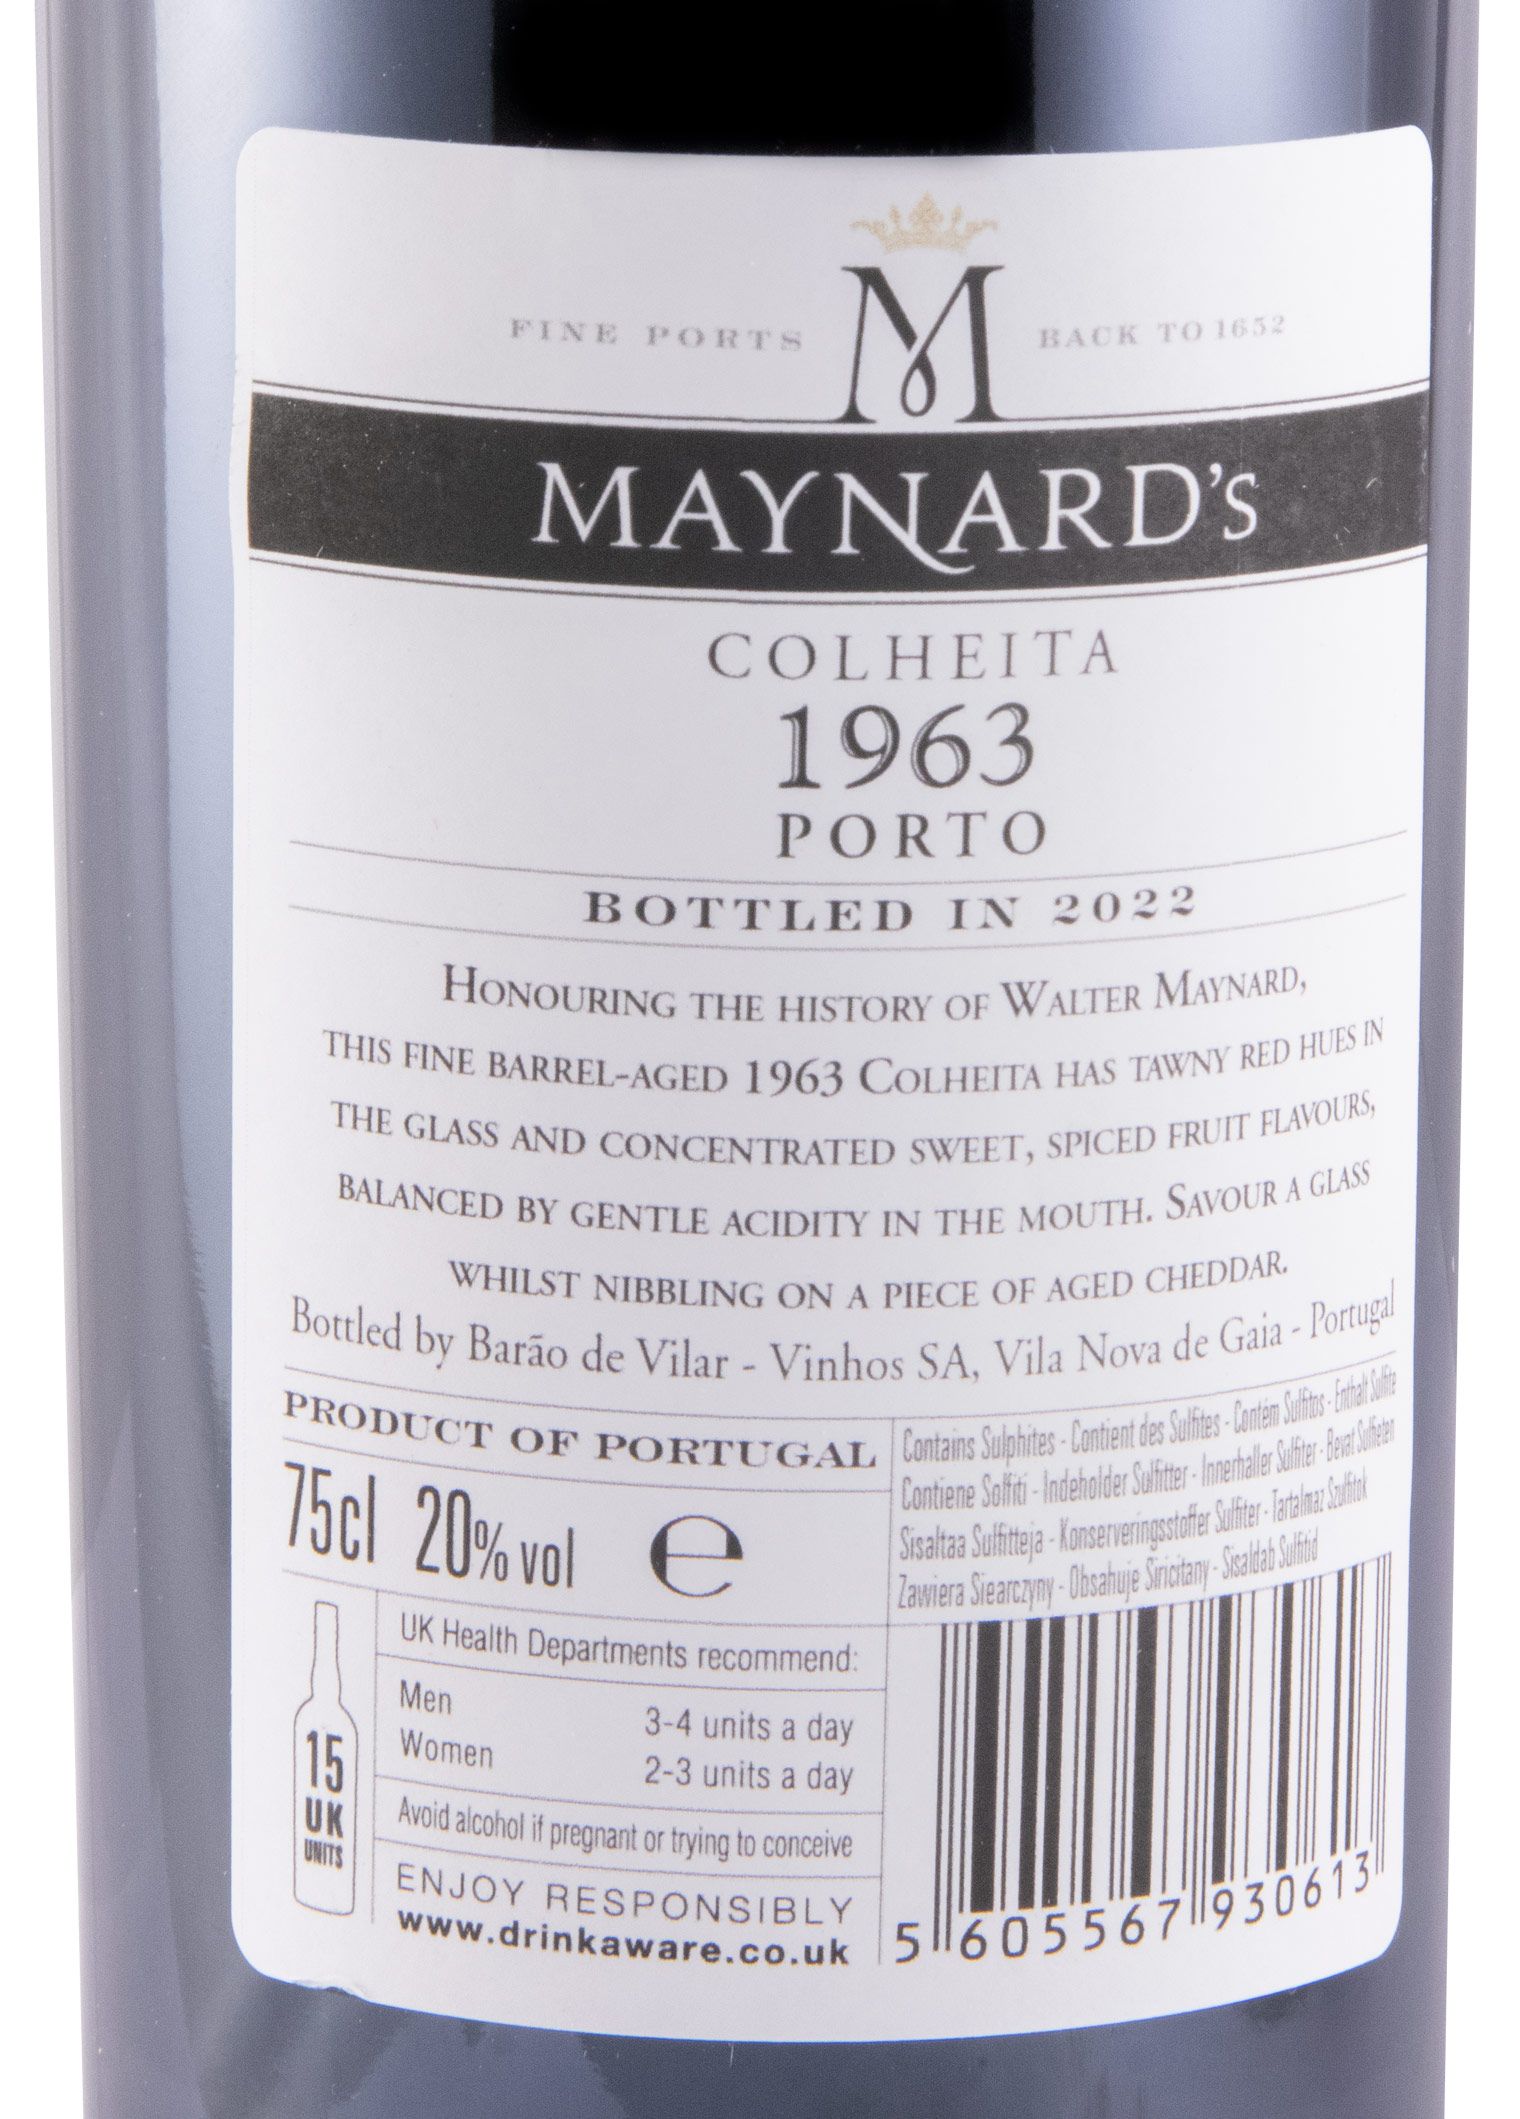 M
FINE PORTS BACK TO 1652
MAYNARD'S
COLHEITA
1963
PORTO
BOTTLED IN 2022
HONOURING THE HISTORY OF WALTER MAYNARD,
THIS FINE BARREL-AGED 1963 COLHEITA HAS TAWNY RED HUES IN
THE GLASS AND CONCENTRATED SWEET, SPICED FRUIT FLAVOURS,
BALANCED BY GENTLE ACIDITY IN THE MOUTH. SAVOUR A GLASS
WHILST NIBBLING ON A PIECE OF AGED CHEDDAR.
Bottled by Barão de Vilar - Vinhos SA, Vila Nova de Gaia - Portugal
PRODUCT OF PORTUGAL
75cl 20% vol e
Contains Sulphites - Contient des Sulfites - Contém Sulfitos - Enthalt Sulfite
Contiene Solfiti - Indeholder Sulfitter - Innerhaller Sulfiter - Bevat Sulfieten
Sisaltaa Sulfitteja - Konserveringsstoffer Sulfiter - Tartalmaz Szulfitok
Zawiera Siearczyny - Obsahuje Siricitany - Sisaldab Sulfitid
15
UK
UNITS
UK Health Departments recommend:
Men 3-4 units a day
Women 2-3 units a day
Avoid alcohol if pregnant or trying to conceive
ENJOY RESPONSIBLY
www.drinkaware.co.uk
5 605567 930613